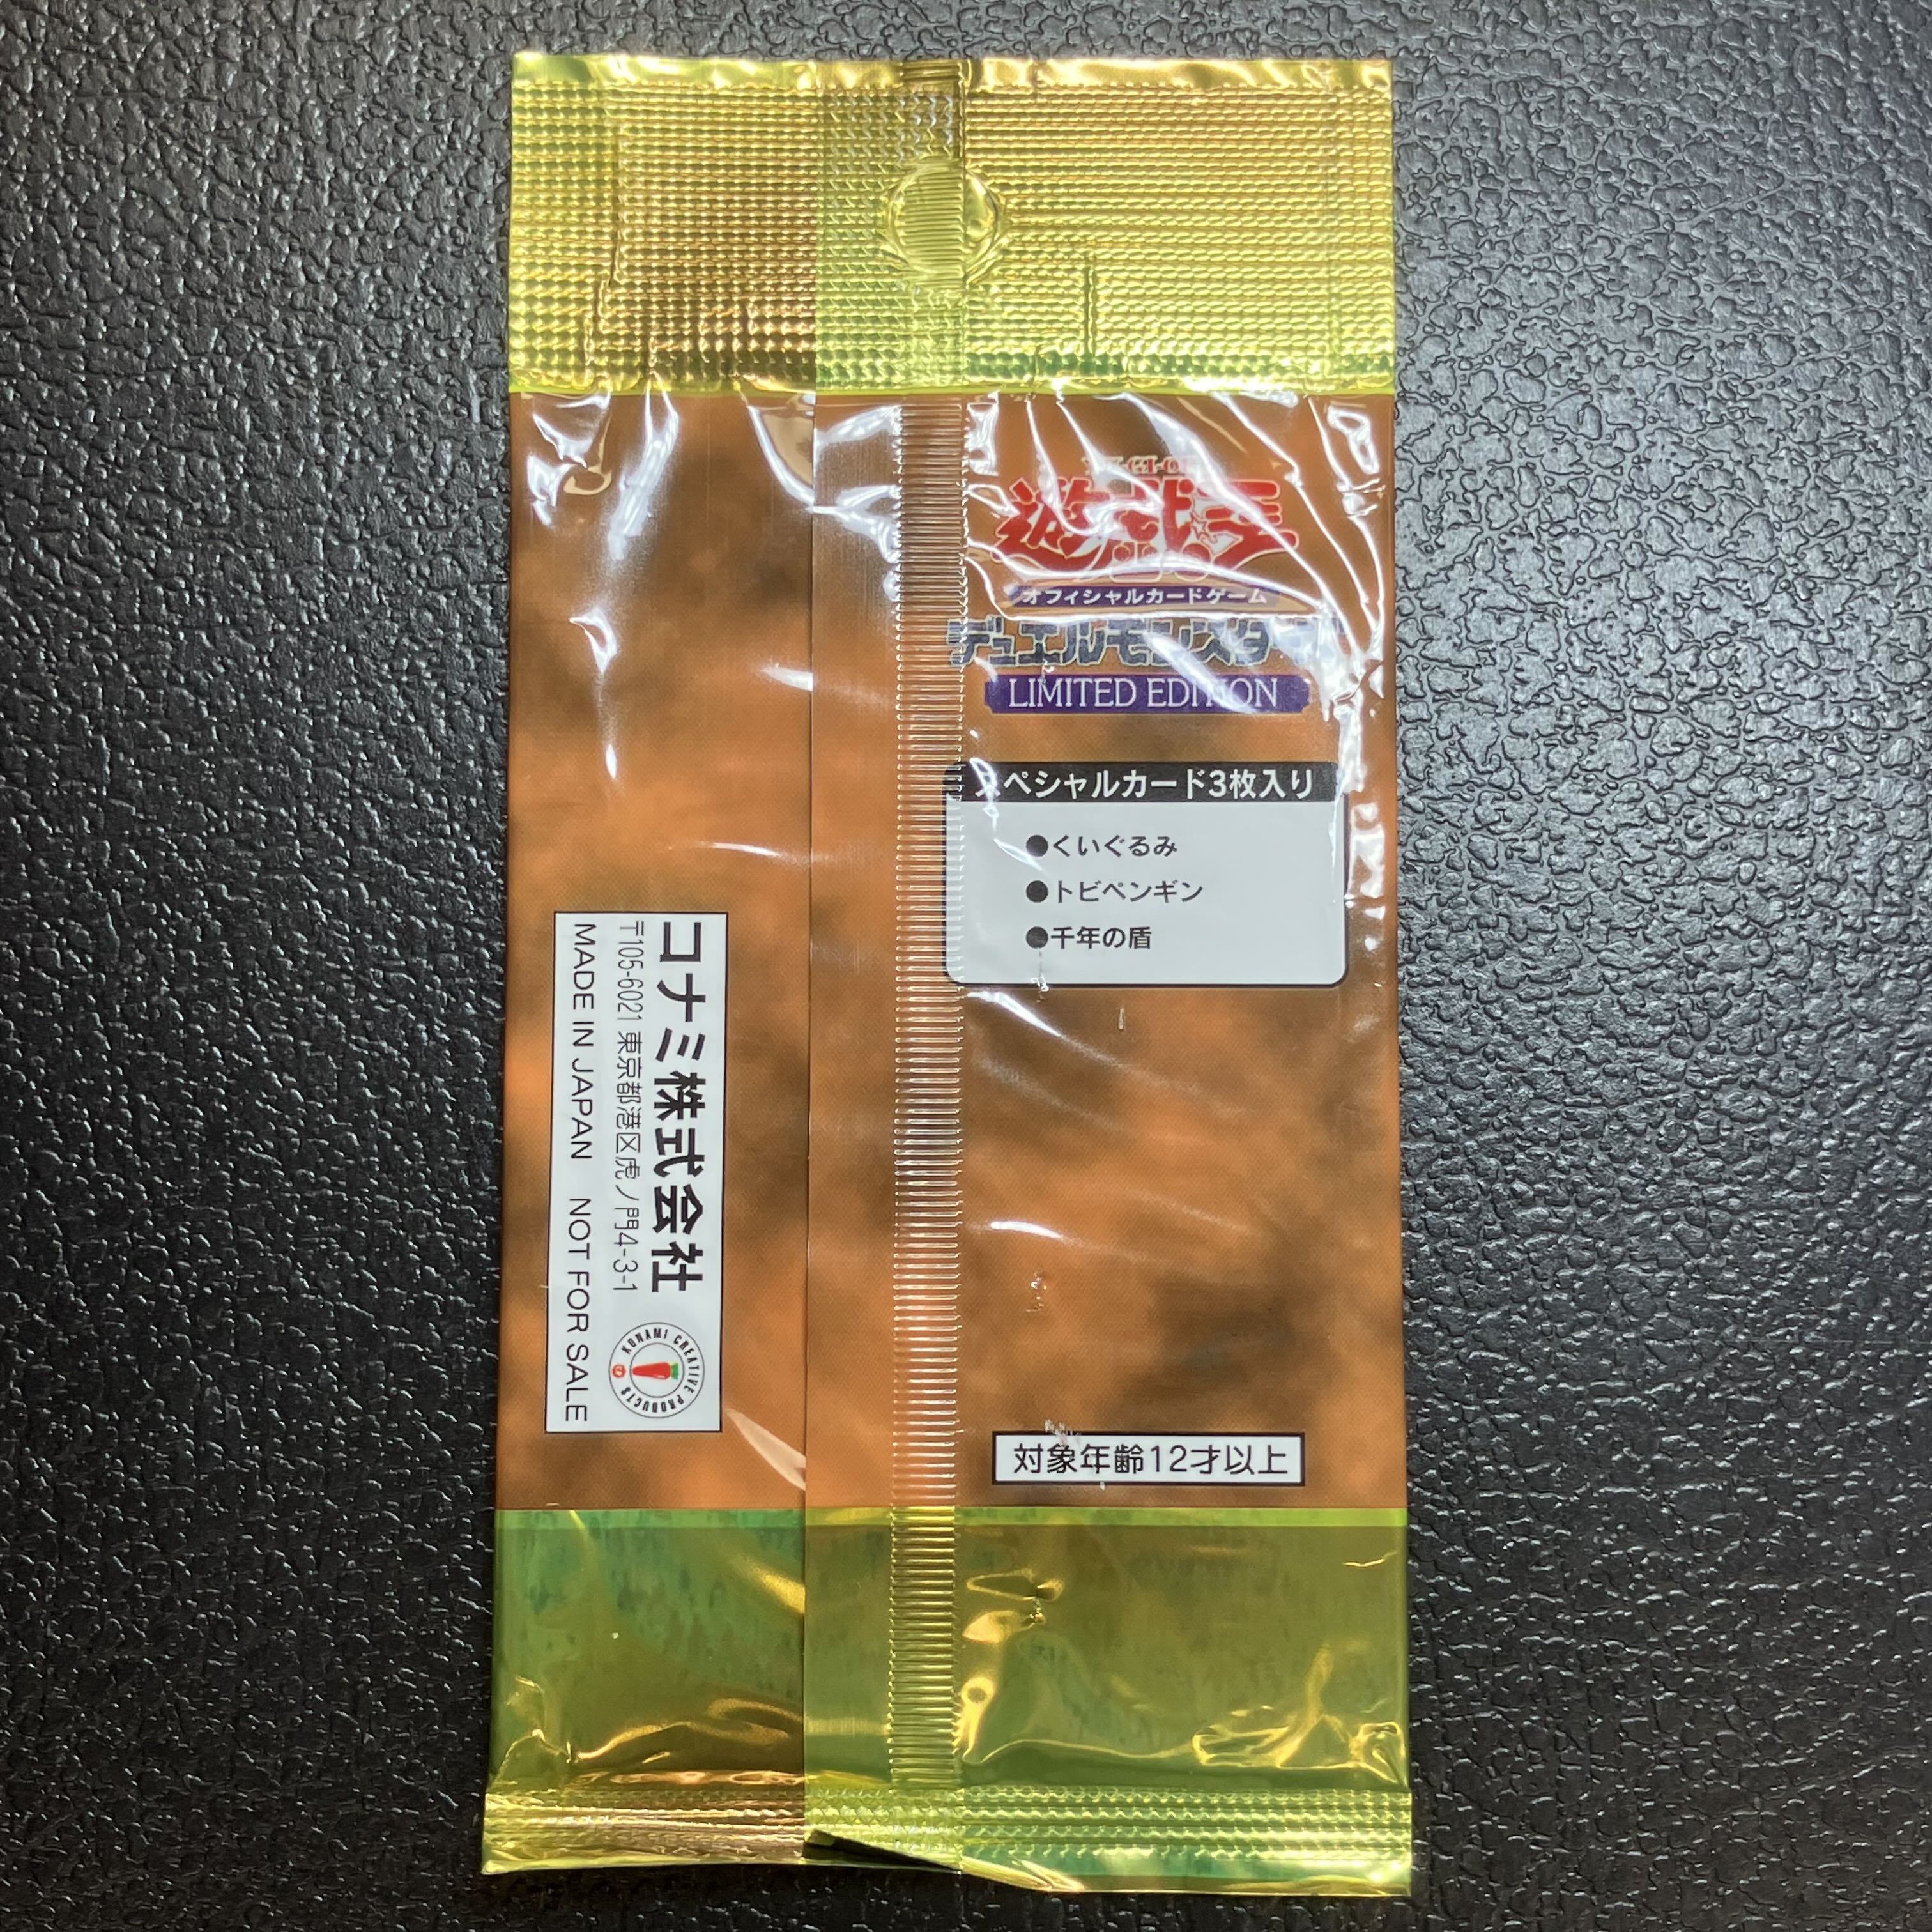 遊戯王
オフィシャルカードゲーム
デュエルモンスターズ
LIMITED EDITION
スペシャルカード3枚入り
●くいぐるみ
●トビペンギン
●千年の盾
対象年齢12才以上
コナミ株式会社
〒105-6021 東京都港区虎ノ門4-3-1
MADE IN JAPAN NOT FOR SALE
KONAMI CREATIVE PRODUCTS